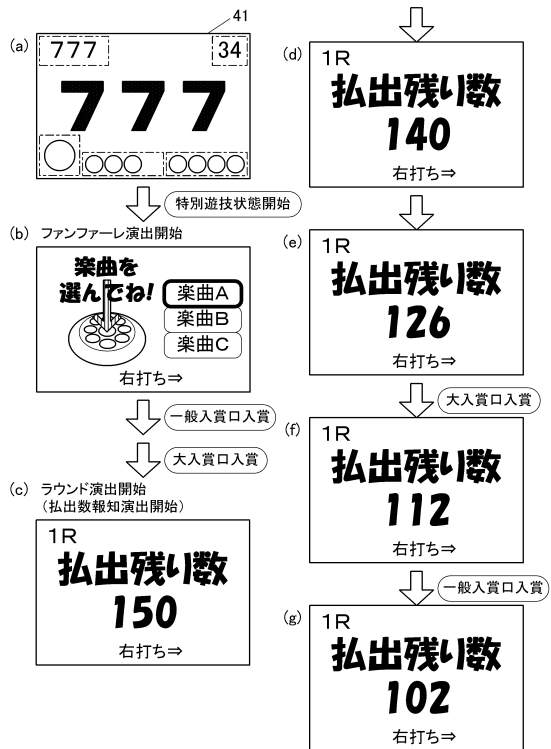 41
(a)
777
34
777
特別遊技状態開始
(b) ファンファーレ演出開始
楽曲を
選んでね!
楽曲A
楽曲B
楽曲C
右打ち⇒
一般入賞口入賞
大入賞口入賞
(c) ラウンド演出開始
(払出数報知演出開始)
1R
払出残り数
150
右打ち⇒
(d)
1R
払出残り数
140
右打ち⇒
(e)
1R
払出残り数
126
右打ち⇒
大入賞口入賞
(f)
1R
払出残り数
112
右打ち⇒
一般入賞口入賞
(g)
1R
払出残り数
102
右打ち⇒